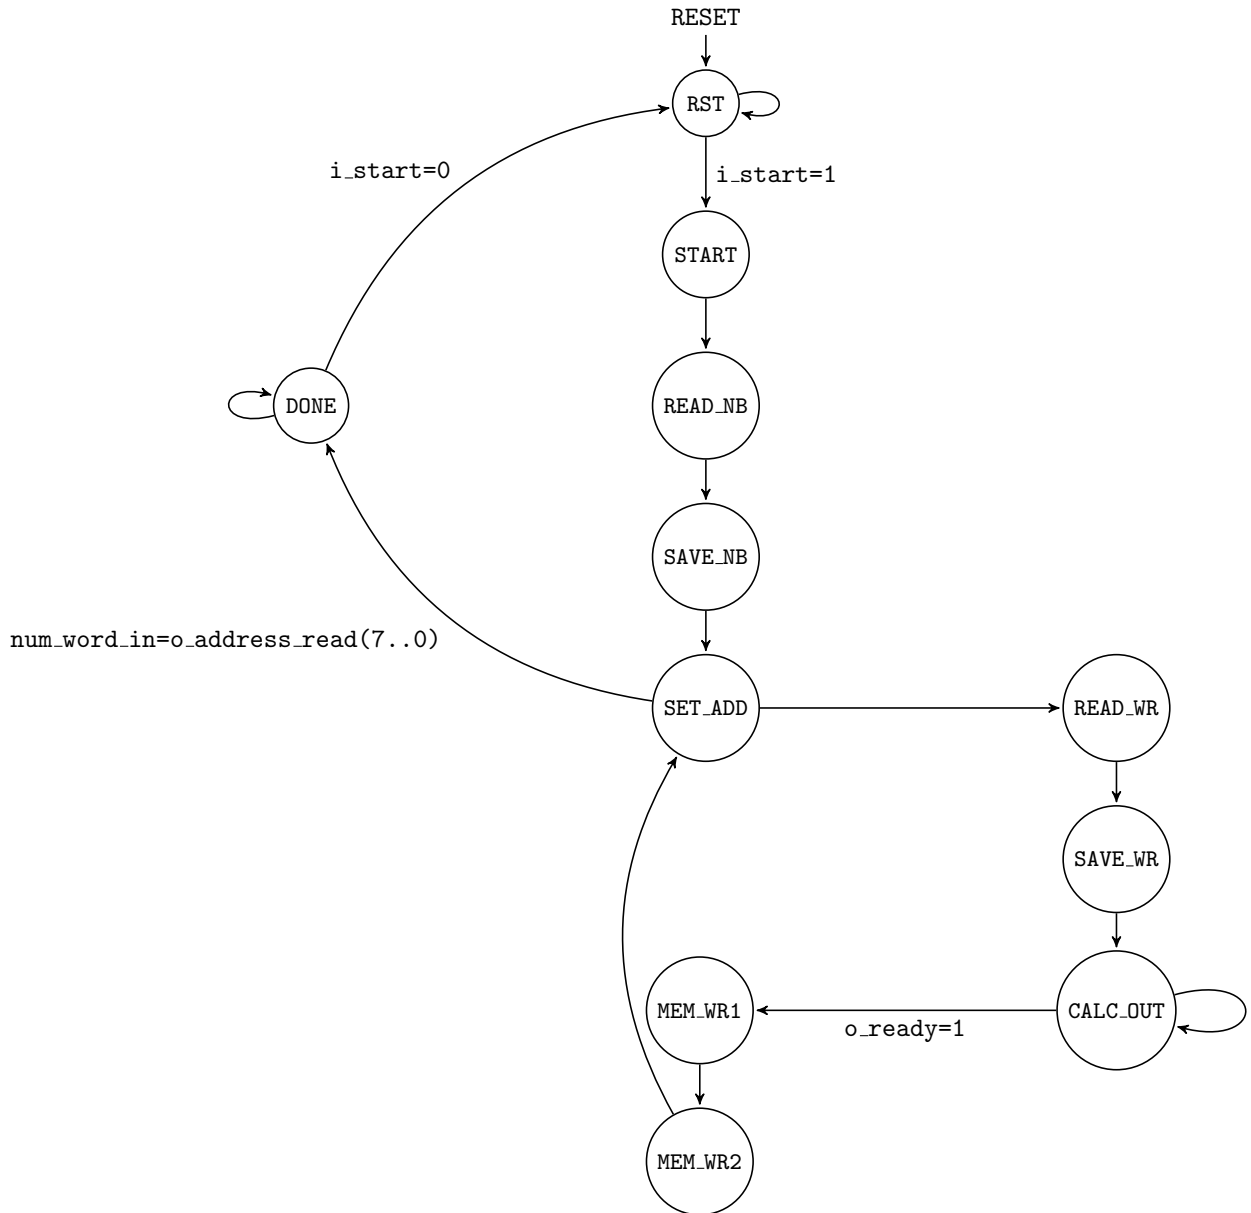 RESET
RST
i_start=0
i_start=1
START
DONE
READ_NB
SAVE_NB
num_word_in=o_address_read(7..0)
SET_ADD
READ_WR
SAVE_WR
MEM_WR1
o_ready=1
CALC_OUT
MEM_WR2